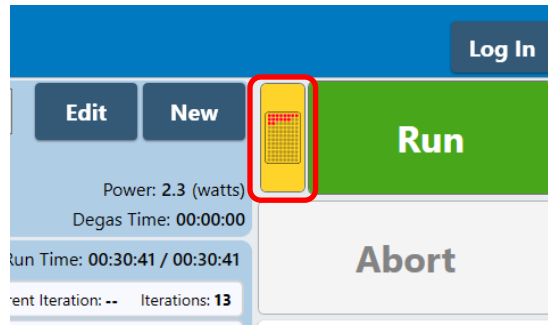 Log In
Edit New
Run
Power: 2.3 (watts)
Degas Time: 00:00:00
Run Time: 00:30:41 / 00:30:41
Abort
Iteration: -- Iterations: 13